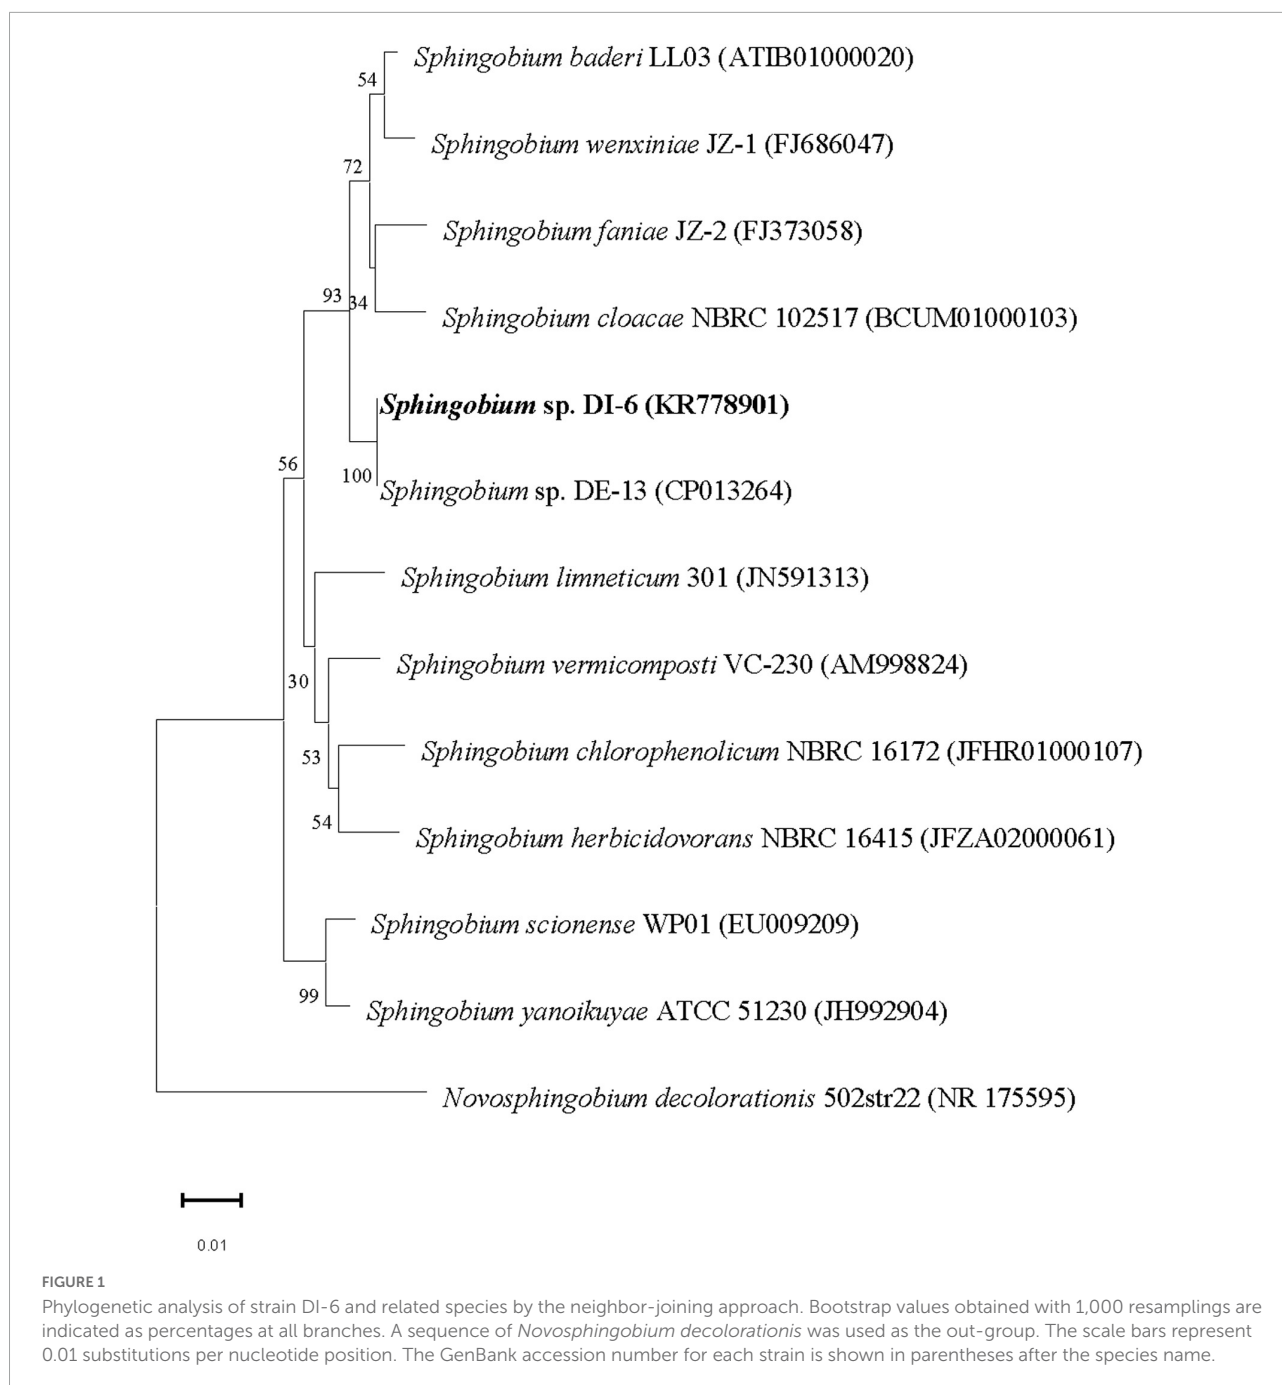 Sphingobium baderi LL03 (ATIB01000020)
54
Sphingobium wenxiniae JZ-1 (FJ686047)
72
Sphingobium faniae JZ-2 (FJ373058)
93
34
Sphingobium cloacae NBRC 102517 (BCUM01000103)
Sphingobium sp. DI-6 (KR778901)
56
100
Sphingobium sp. DE-13 (CP013264)
Sphingobium limneticum 301 (JN591313)
Sphingobium vermicomposti VC-230 (AM998824)
30
Sphingobium chlorophenolicum NBRC 16172 (JFHR01000107)
53
54
Sphingobium herbicidovorans NBRC 16415 (JFZA02000061)
Sphingobium scionense WP01 (EU009209)
99
Sphingobium yanoikuyae ATCC 51230 (JH992904)
Novosphingobium decolorationis 502str22 (NR 175595)
0.01
FIGURE 1
Phylogenetic analysis of strain DI-6 and related species by the neighbor-joining approach. Bootstrap values obtained with 1,000 resamplings are
indicated as percentages at all branches. A sequence of Novosphingobium decolorationis was used as the out-group. The scale bars represent
0.01 substitutions per nucleotide position. The GenBank accession number for each strain is shown in parentheses after the species name.